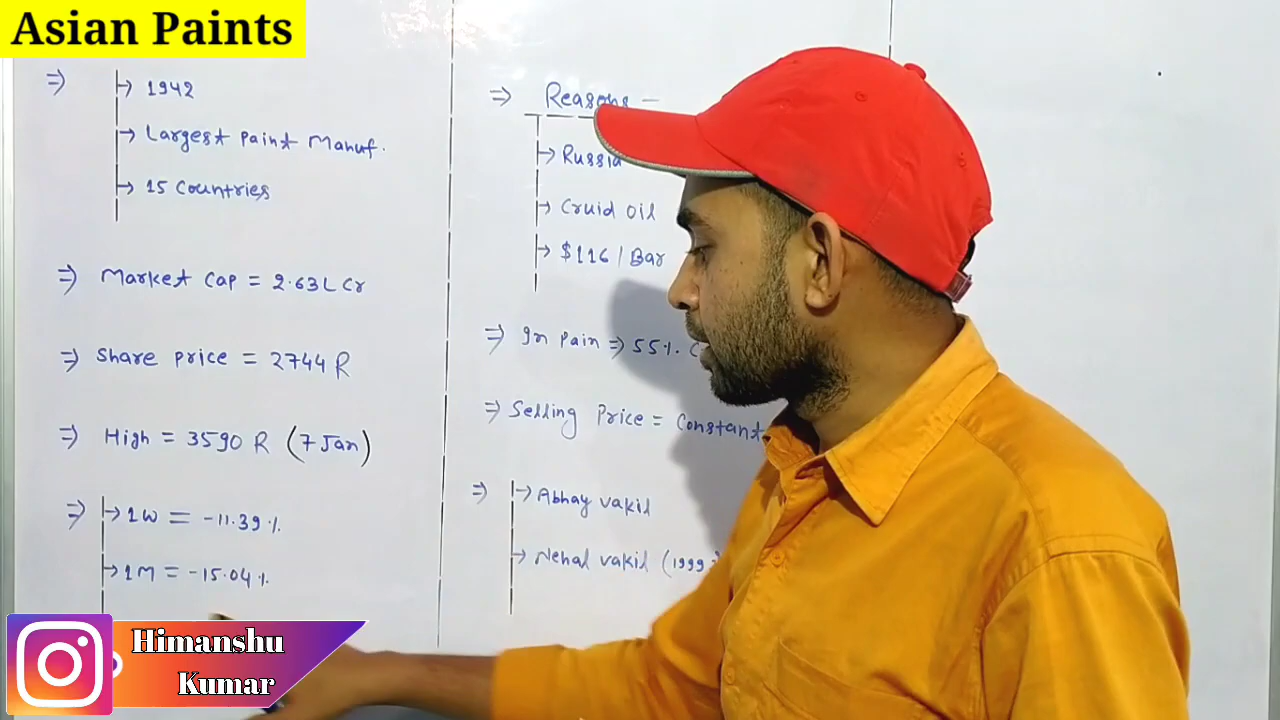 Asian Paints
⇒ → 1942
→ Largest Paint Manuf.
→ 15 Countries
⇒ Market Cap = 2.63L Cr
⇒ Share price = 2744 R
⇒ High = 3590 R (7 Jan)
⇒ → 1W = -11.39%
→ 1M = -15.04%
⇒ Reasons —
→ Russia
→ Cruid oil
→ $116 / Bar
⇒ In Pain ⇒ 55%.
⇒ Selling Price = Constant
⇒ → Abhay vakil
→ Nehal vakil (1999
Himanshu
Kumar